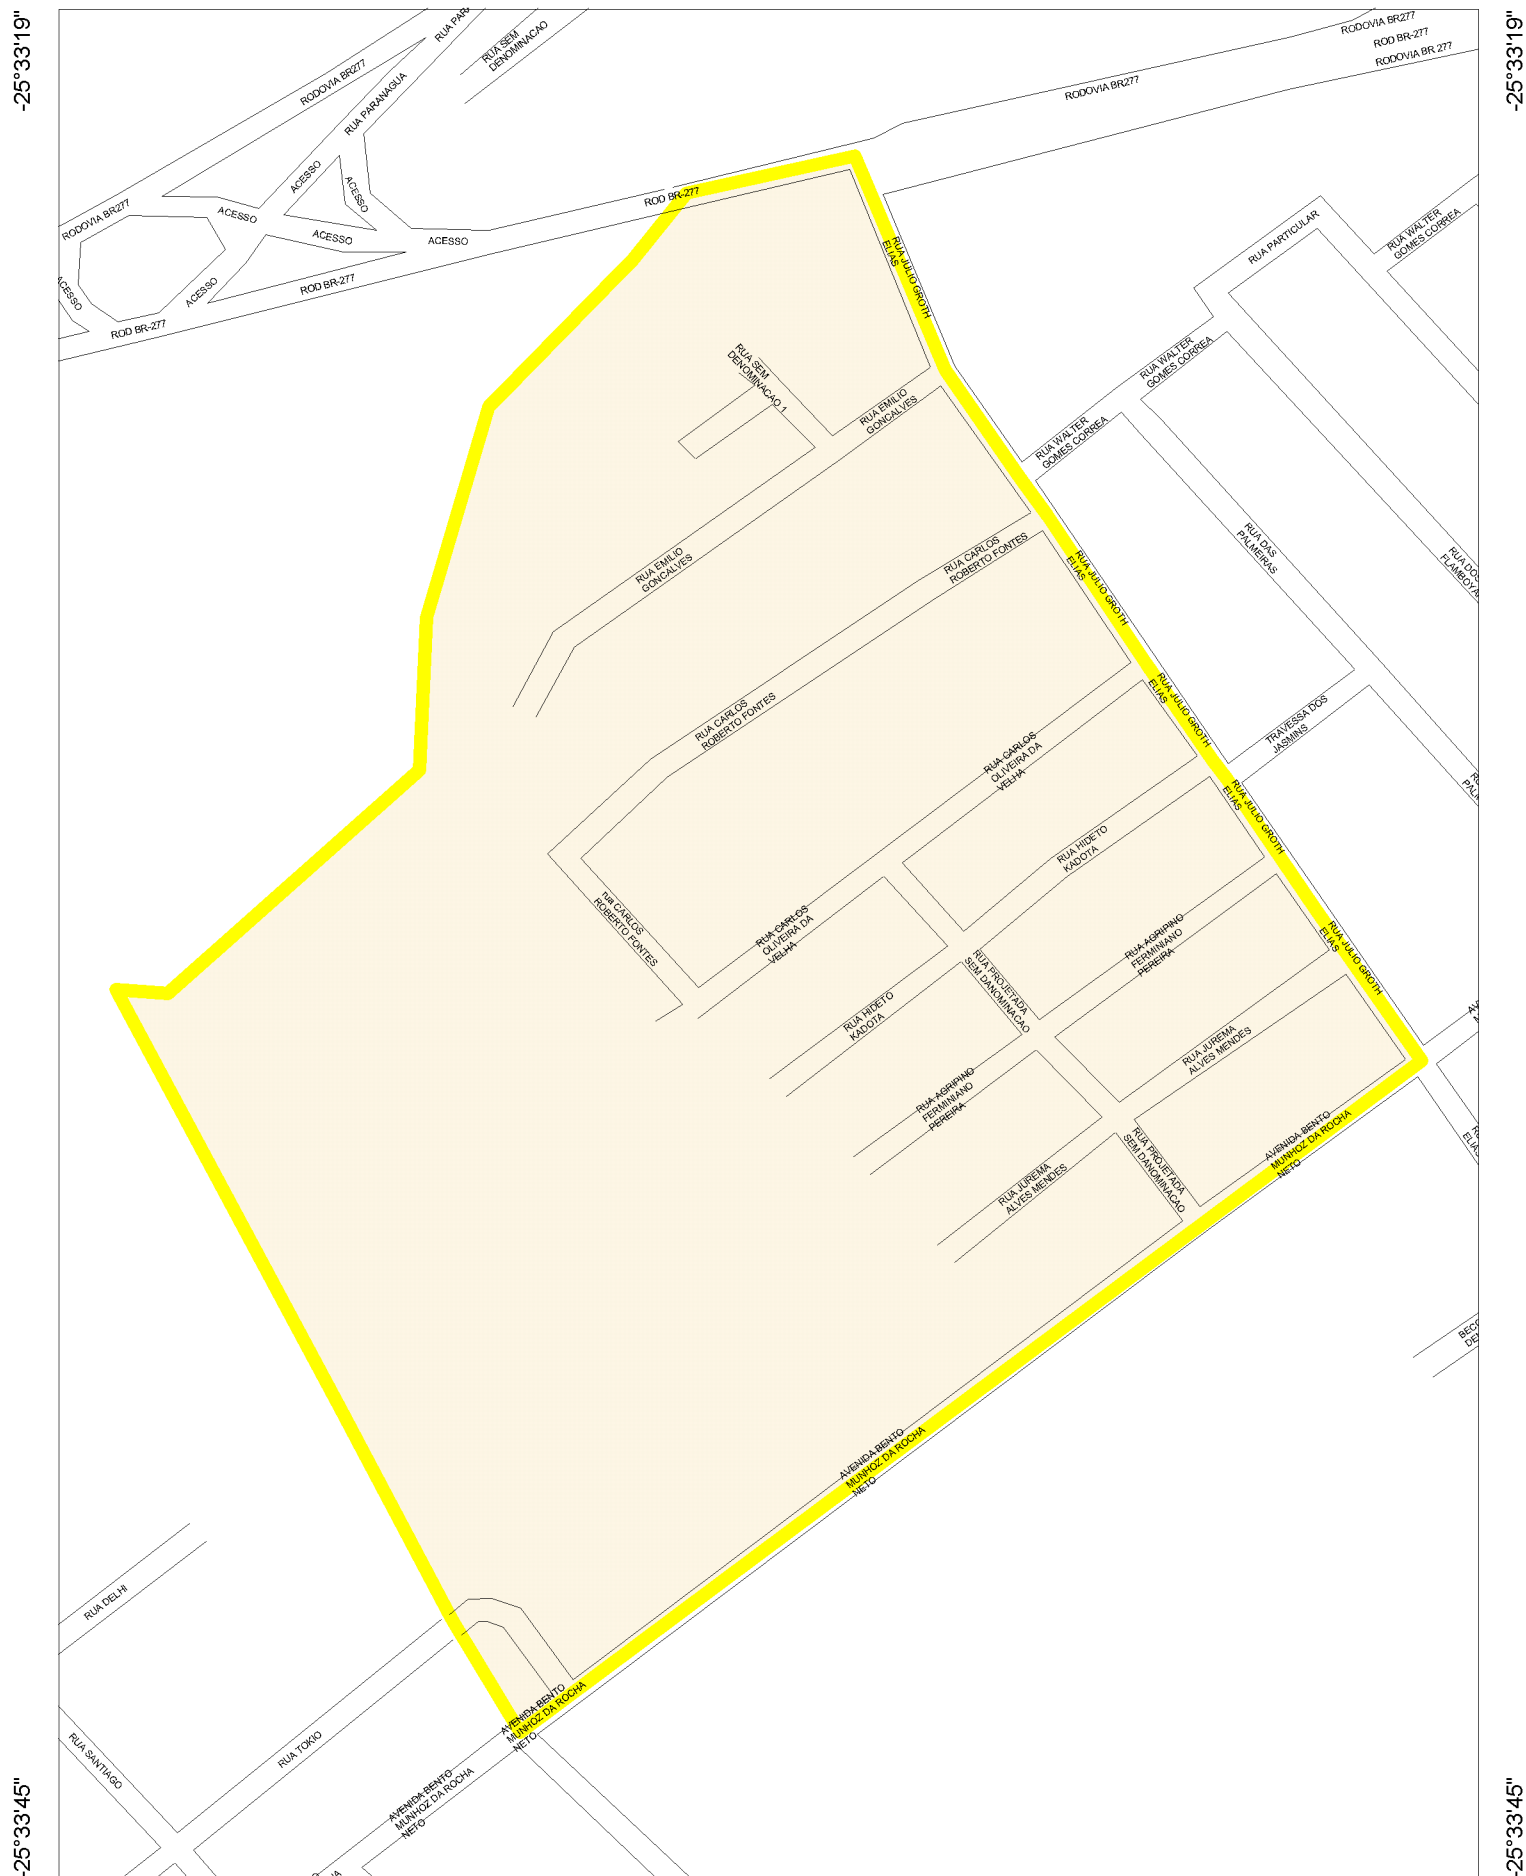 -25°33'19"
-25°33'19"
RUA SEM
DENOMINACAO
RODOVIA BR277
ROD BR-277
RODOVIA BR 277
RODOVIA BR277
RUA PARANAGUA
RODOVIA BR277
ACESSO
ACESSO
RODOVIA BR277
ACESSO
ACESSO
ACESSO
ACESSO
ACESSO
ROD BR-277
ROD BR-277
ROD BR-277
RUA JULIO GROTH
ELIAS
RUA PARTICULAR
RUA WALTER
GOMES CORREA
RUA WALTER
GOMES CORREA
RUA WALTER
GOMES CORREA
RUA SEM
DENOMINACAO 1
RUA EMILIO
GONCALVES
RUA EMILIO
GONCALVES
RUA CARLOS
ROBERTO FONTES
RUA JULIO GROTH
ELIAS
RUA DAS
PALMEIRAS
RUA DOS
RUA CARLOS
ROBERTO FONTES
RUA JULIO GROTH
ELIAS
TRAVESSA DOS
JASMINS
RUA CARLOS
OLIVEIRA DA
VELHA
RUA JULIO GROTH
ELIAS
RUA HIDETO
KADOTA
rua CARLOS
ROBERTO FONTES
RUA CARLOS
OLIVEIRA DA
VELHA
RUA AGRIPINO
FERMINIANO
PEREIRA
RUA JULIO GROTH
ELIAS
RUA PROJETADA
SEM DANOMINACAO
RUA HIDETO
KADOTA
RUA JUREMA
ALVES MENDES
RUA AGRIPINO
FERMINIANO
PEREIRA
AVENIDA BENTO
MUNHOZ DA ROCHA
NETO
RUA PROJETADA
SEM DANOMINACAO
RUA JUREMA
ALVES MENDES
AVENIDA BENTO
MUNHOZ DA ROCHA
NETO
RUA DELHI
AVENIDA BENTO
MUNHOZ DA ROCHA
NETO
RUA TOKIO
RUA SANTIAGO
AVENIDA BENTO
MUNHOZ DA ROCHA
NETO
-25°33'45"
-25°33'45"